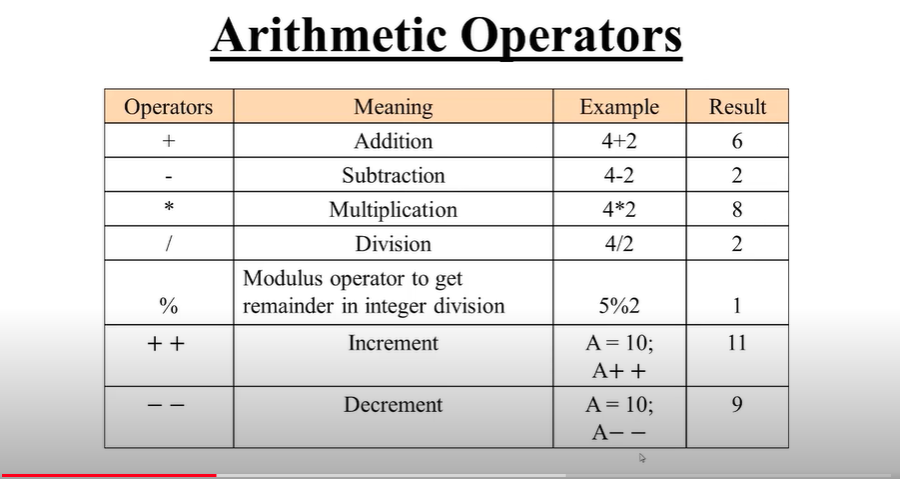 Arithmetic Operators
Operators Meaning Example Result
+ Addition 4+2 6
- Subtraction 4-2 2
* Multiplication 4*2 8
/ Division 4/2 2
Modulus operator to get
% remainder in integer division 5%2 1
+ + Increment A = 10; 11
A+ +
– – Decrement A = 10; 9
A– –